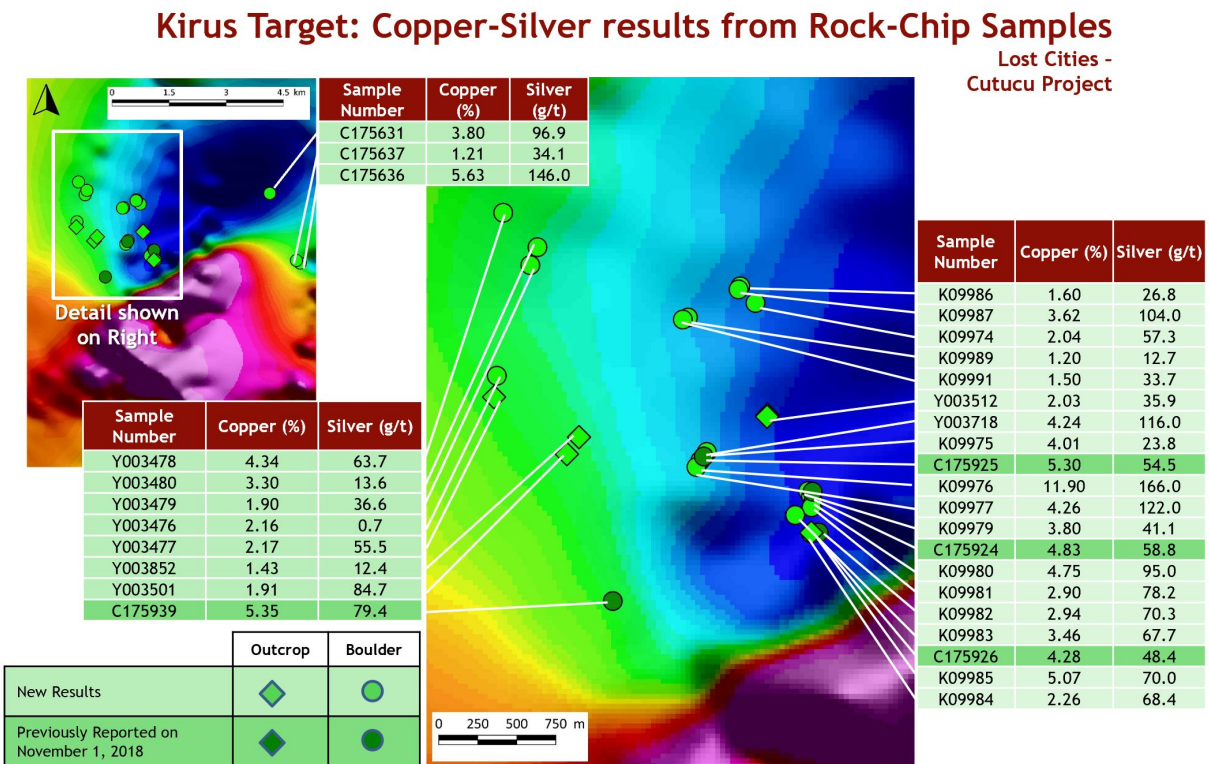 Kirus Target: Copper-Silver results from Rock-Chip Samples
Lost Cities –
Cutucu Project
0 1.5 3 4.5 km
Sample Number Copper (%) Silver (g/t)
C175631 3.80 96.9
C175637 1.21 34.1
C175636 5.63 146.0
Detail shown
on Right
Sample Number Copper (%) Silver (g/t)
Y003478 4.34 63.7
Y003480 3.30 13.6
Y003479 1.90 36.6
Y003476 2.16 0.7
Y003477 2.17 55.5
Y003852 1.43 12.4
Y003501 1.91 84.7
C175939 5.35 79.4
Outcrop Boulder
New Results
Previously Reported on
November 1, 2018
0 250 500 750 m
Sample Number Copper (%) Silver (g/t)
K09986 1.60 26.8
K09987 3.62 104.0
K09974 2.04 57.3
K09989 1.20 12.7
K09991 1.50 33.7
Y003512 2.03 35.9
Y003718 4.24 116.0
K09975 4.01 23.8
C175925 5.30 54.5
K09976 11.90 166.0
K09977 4.26 122.0
K09979 3.80 41.1
C175924 4.83 58.8
K09980 4.75 95.0
K09981 2.90 78.2
K09982 2.94 70.3
K09983 3.46 67.7
C175926 4.28 48.4
K09985 5.07 70.0
K09984 2.26 68.4